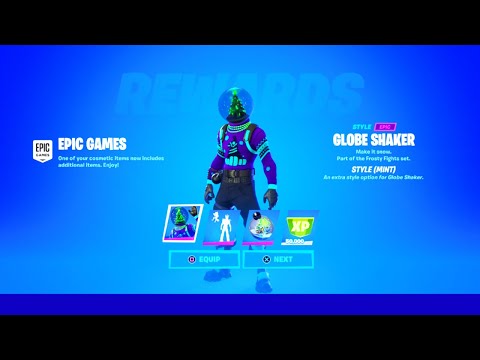 REWARDS
EPIC
GAMES
EPIC GAMES
One of your cosmetic items now includes
additional items. Enjoy!
STYLE EPIC
GLOBE SHAKER
Make it snow.
Part of the Frosty Fights set.
STYLE (MINT)
An extra style option for Globe Shaker.
XP
EQUIP
NEXT